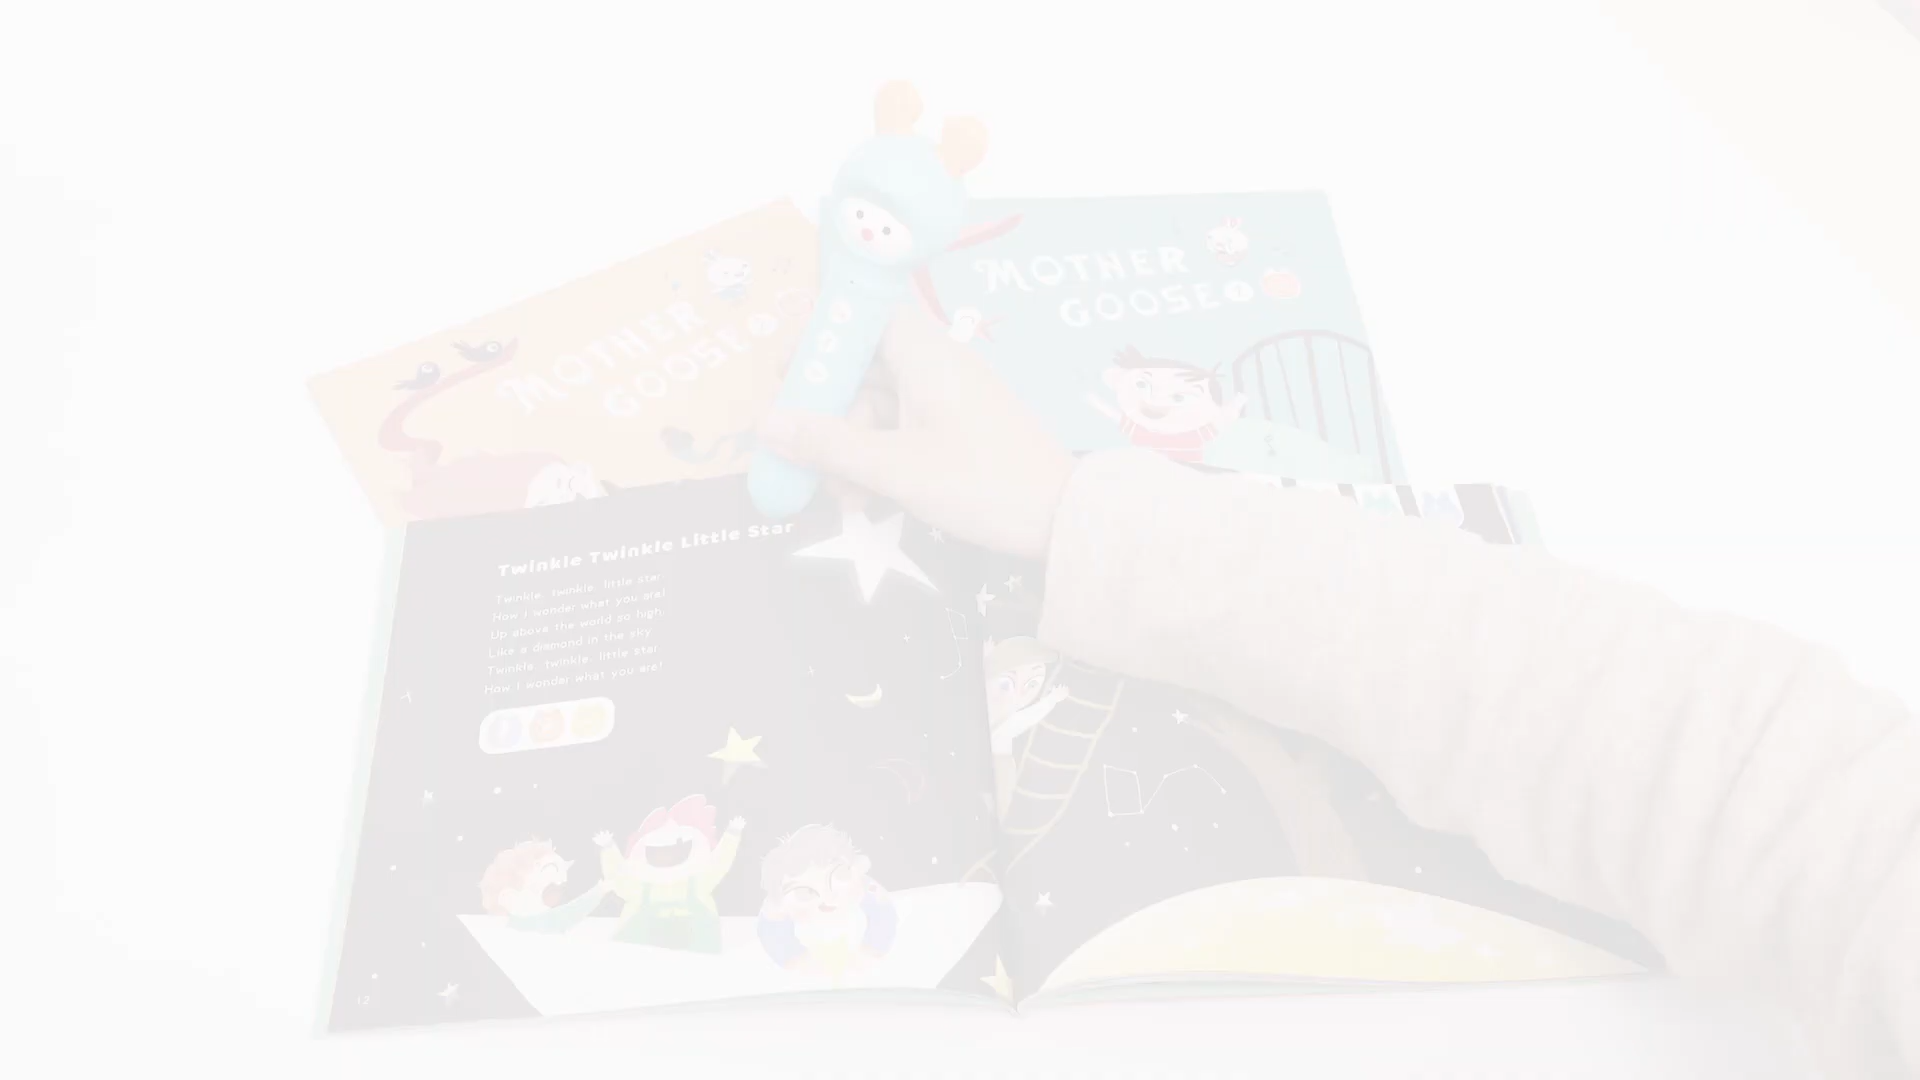 MOTHER
GOOSE 2
MOTHER
GOOSE 1
Twinkle Twinkle Little Star
Twinkle, twinkle, little star,
How I wonder what you are!
Up above the world so high,
Like a diamond in the sky.
Twinkle, twinkle, little star,
How I wonder what you are!
12